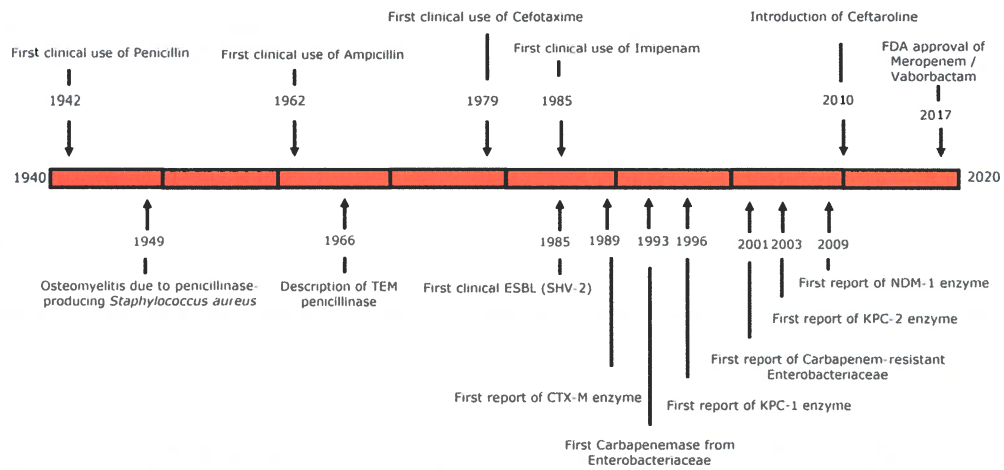 First clinical use of Cefotaxime
Introduction of Ceftaroline
First clinical use of Penicillin
First clinical use of Ampicillin
First clinical use of Imipenam
FDA approval of
Meropenem /
Vaborbactam
1942
1962
1979
1985
2010
2017
1940
2020
1949
1966
1985
1989
1993
1996
2001
2003
2009
Osteomyelitis due to penicillinase-
producing Staphylococcus aureus
Description of TEM
penicillinase
First clinical ESBL (SHV-2)
First report of NDM-1 enzyme
First report of KPC-2 enzyme
First report of Carbapenem-resistant
Enterobacteriaceae
First report of CTX-M enzyme
First report of KPC-1 enzyme
First Carbapenemase from
Enterobacteriaceae